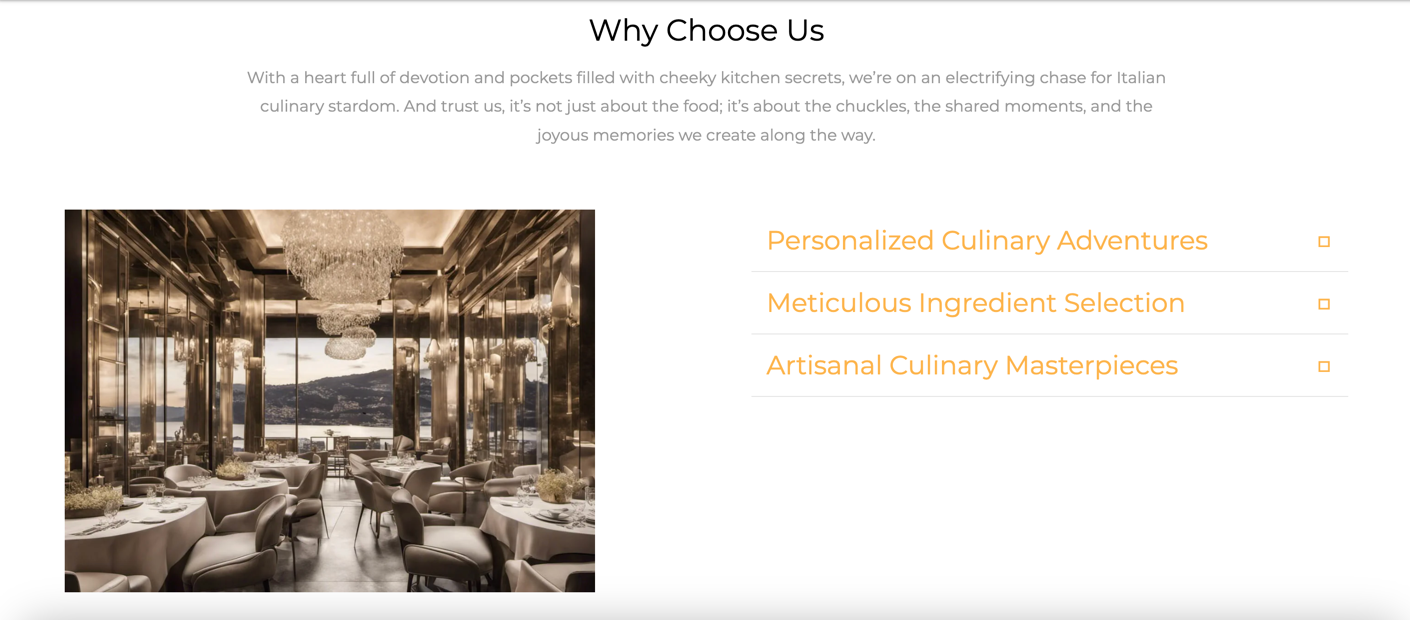 Why Choose Us
With a heart full of devotion and pockets filled with cheeky kitchen secrets, we’re on an electrifying chase for Italian
culinary stardom. And trust us, it’s not just about the food; it’s about the chuckles, the shared moments, and the
joyous memories we create along the way.
Personalized Culinary Adventures
Meticulous Ingredient Selection
Artisanal Culinary Masterpieces